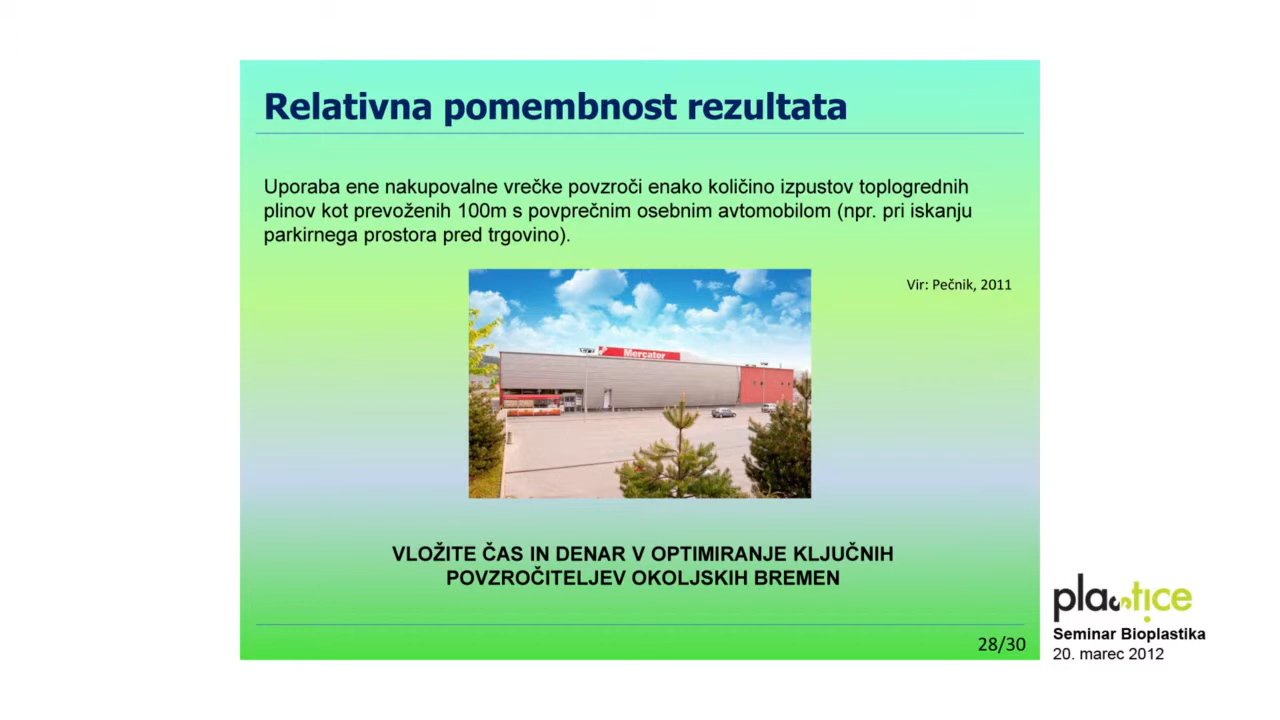 Relativna pomembnost rezultata
Uporaba ene nakupovalne vrečke povzroči enako količino izpustov toplogrednih
plinov kot prevoženih 100m s povprečnim osebnim avtomobilom (npr. pri iskanju
parkirnega prostora pred trgovino).
Vir: Pečnik, 2011
Mercator
VLOŽITE ČAS IN DENAR V OPTIMIRANJE KLJUČNIH
POVZROČITELJEV OKOLJSKIH BREMEN
28/30
plastice
Seminar Bioplastika
20. marec 2012